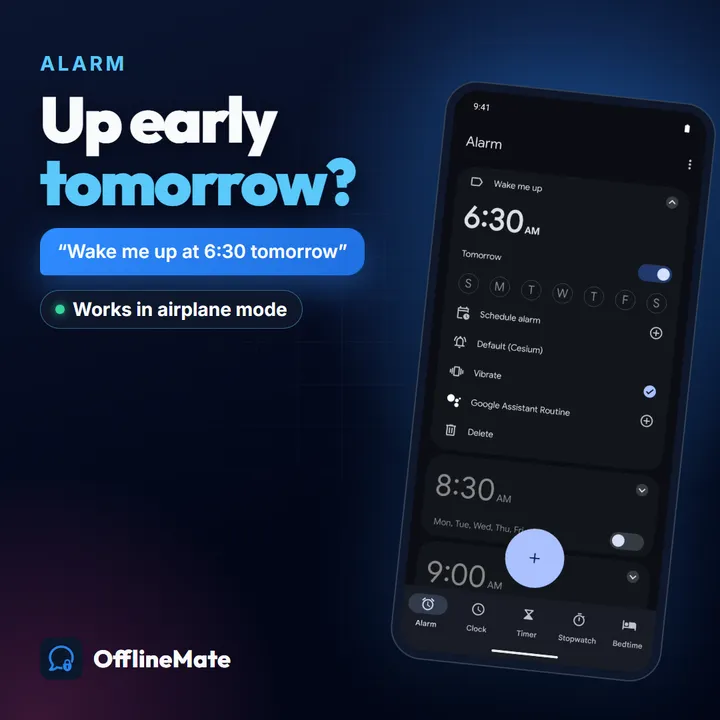 ALARM
Up early
tomorrow?
“Wake me up at 6:30 tomorrow”
Works in airplane mode
OfflineMate
9:41
Alarm
Wake me up
6:30 AM
Tomorrow
S M T W T F S
Schedule alarm
Default (Cesium)
Vibrate
Google Assistant Routine
Delete
8:30 AM
Mon, Tue, Wed, Thu, Fri
9:00 AM
Alarm Clock Timer Stopwatch Bedtime